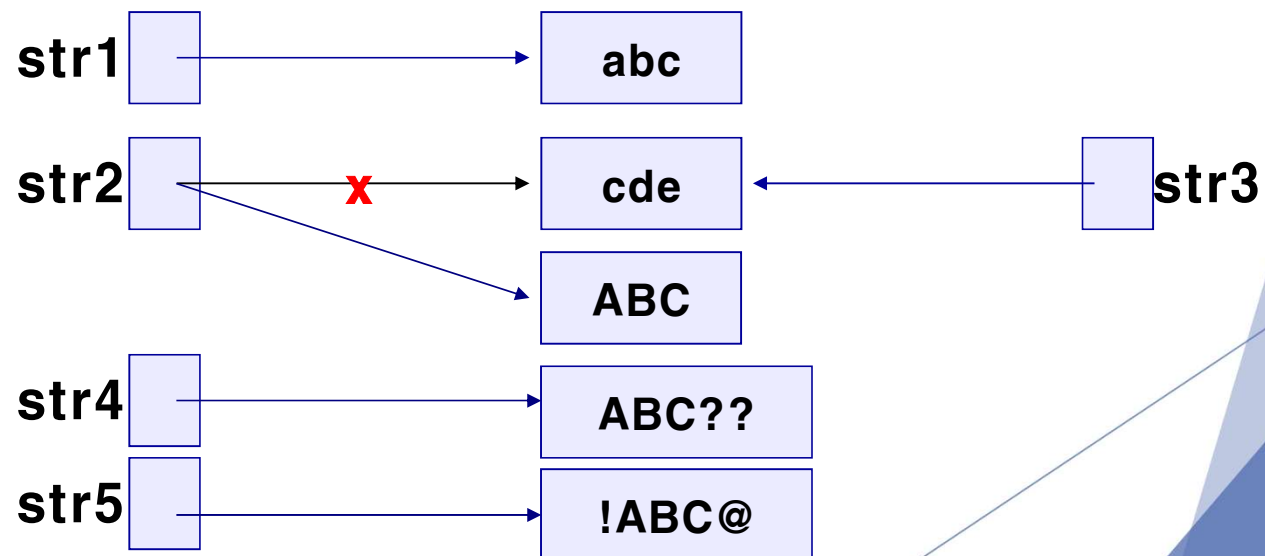 str1 abc
str2 x cde str3
ABC
str4 ABC??
str5 !ABC@